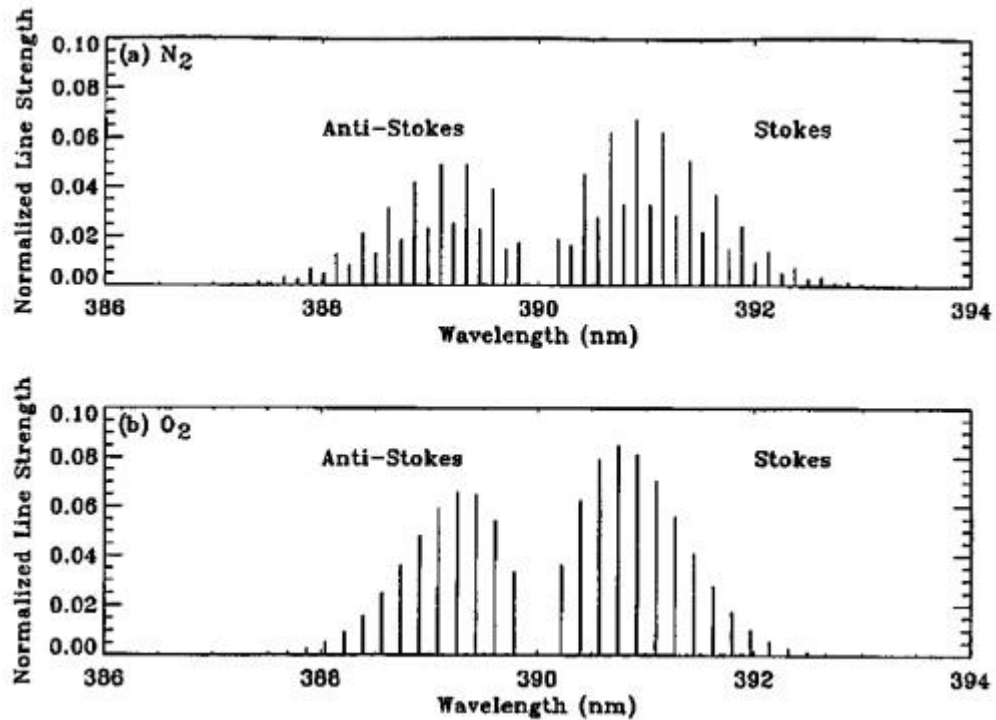 0.10
(a) N2
0.08
0.06
Anti-Stokes
Stokes
0.04
0.02
0.00
Normalized Line Strength
386
388
390
392
394
Wavelength (nm)
0.10
(b) O2
0.08
Anti-Stokes
Stokes
0.06
0.04
0.02
0.00
Normalized Line Strength
386
388
390
392
394
Wavelength (nm)